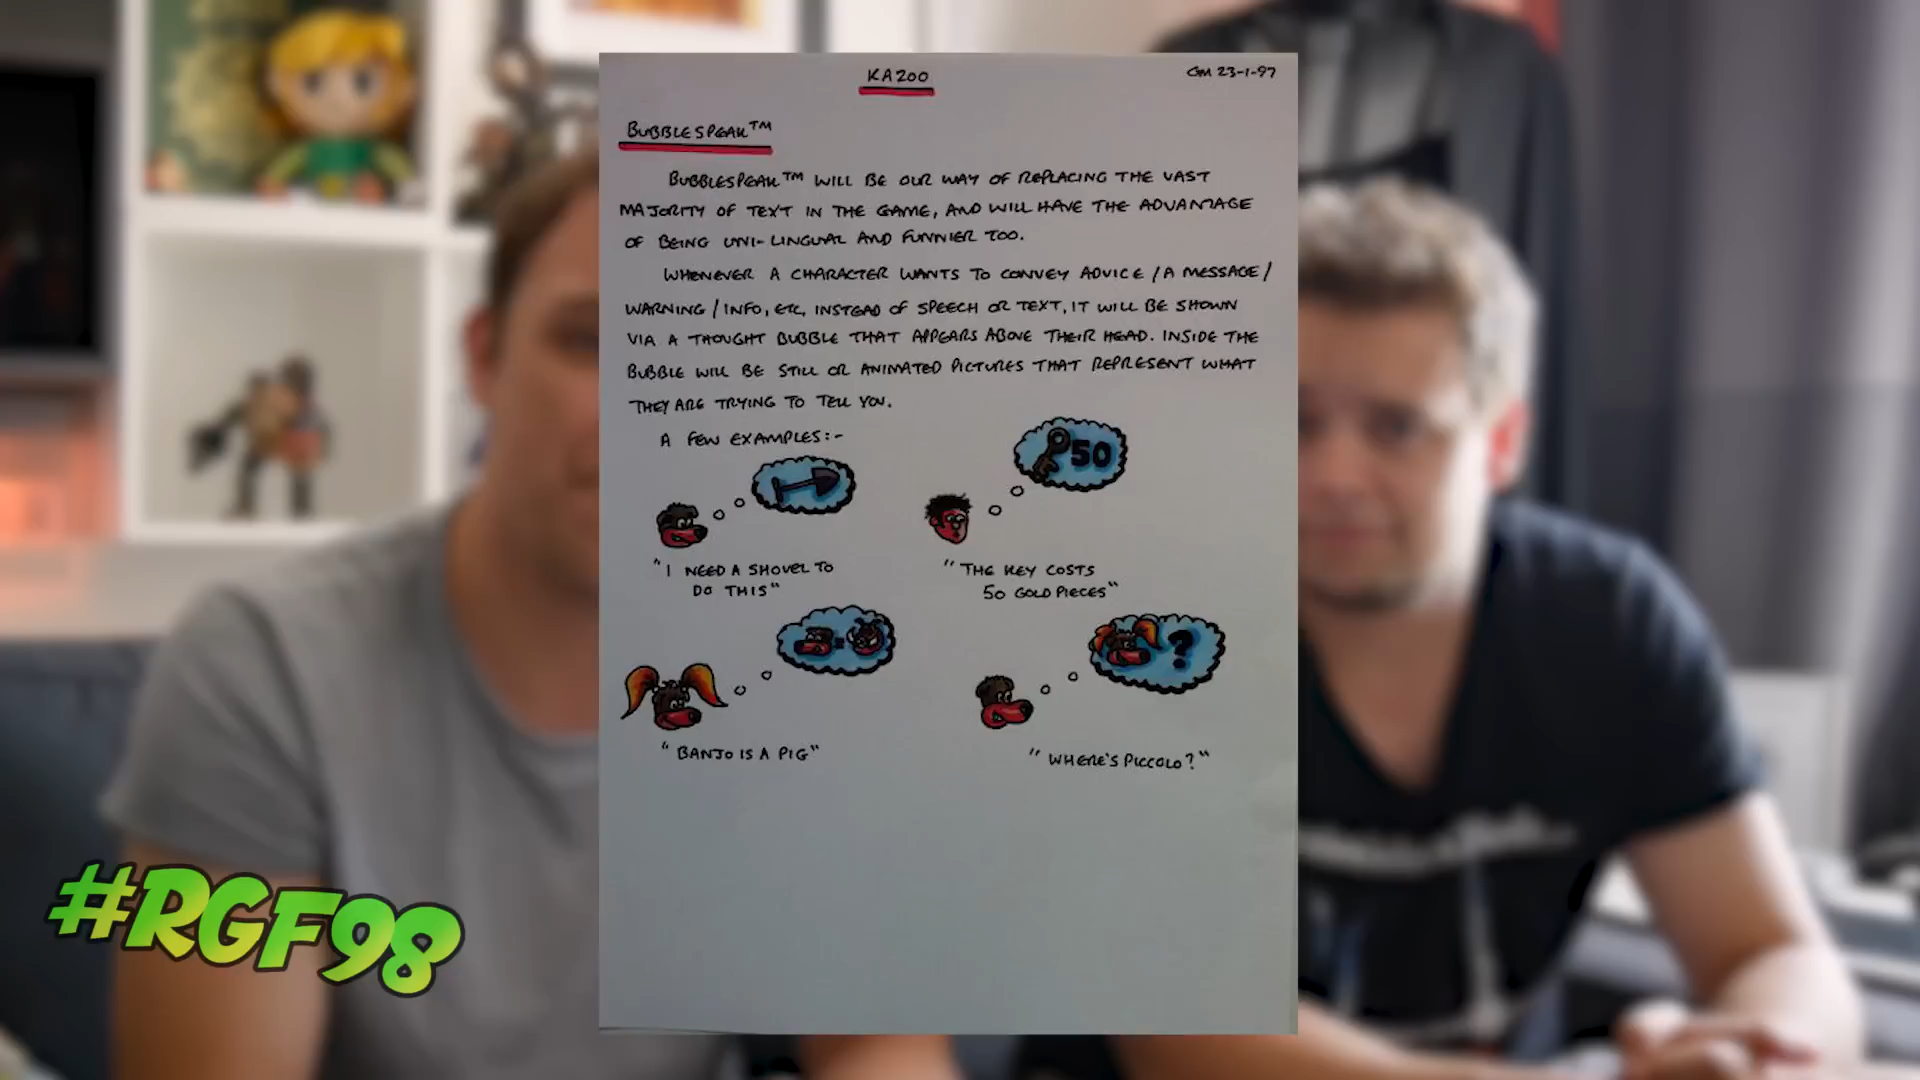 KAZOO
GM 23-1-97
BUBBLESPEAK™
BUBBLESPEAK™ WILL BE OUR WAY OF REPLACING THE VAST
MAJORITY OF TEXT IN THE GAME, AND WILL HAVE THE ADVANTAGE
OF BEING UNI-LINGUAL AND FUNNIER TOO.
WHENEVER A CHARACTER WANTS TO CONVEY ADVICE / A MESSAGE /
WARNING / INFO, ETC, INSTEAD OF SPEECH OR TEXT, IT WILL BE SHOWN
VIA A THOUGHT BUBBLE THAT APPEARS ABOVE THEIR HEAD. INSIDE THE
BUBBLE WILL BE STILL OR ANIMATED PICTURES THAT REPRESENT WHAT
THEY ARE TRYING TO TELL YOU.
A FEW EXAMPLES:-
50
"I NEED A SHOVEL TO
DO THIS"
"THE KEY COSTS
50 GOLD PIECES"
=
?
"BANJO IS A PIG"
"WHERE'S PICCOLO?"
#RGF98